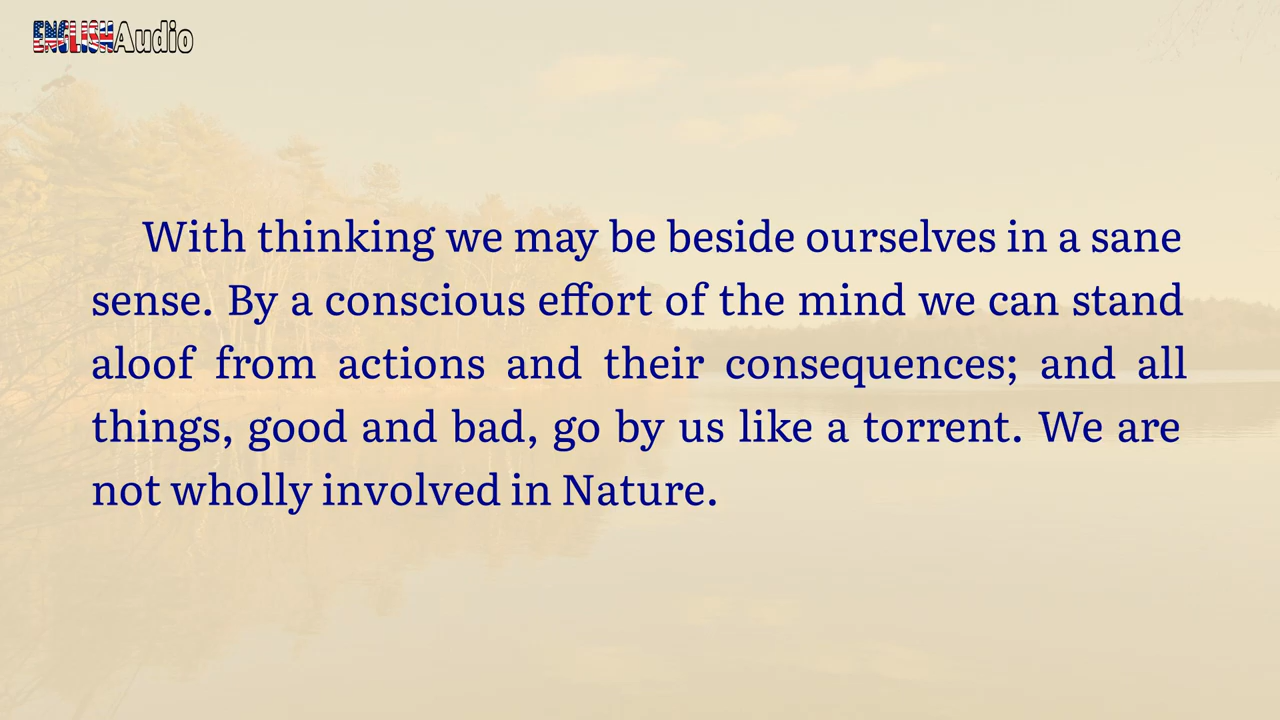 ENGLISHAudio
With thinking we may be beside ourselves in a sane
sense. By a conscious effort of the mind we can stand
aloof from actions and their consequences; and all
things, good and bad, go by us like a torrent. We are
not wholly involved in Nature.